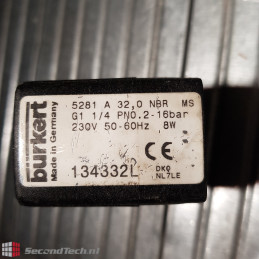 burkert
Made in Germany
5281 A 32,0 NBR MS
G1 1/4 PN0,2-16bar
230V 50-60Hz 8W
CE
134332L
DK0
NL7LE
SecondTech.nl